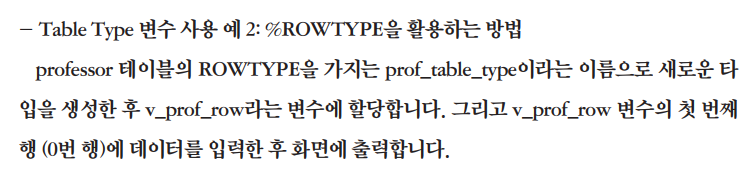 – Table Type 변수 사용 예 2: %ROWTYPE을 활용하는 방법
professor 테이블의 ROWTYPE을 가지는 prof_table_type이라는 이름으로 새로운 타
입을 생성한 후 v_prof_row라는 변수에 할당합니다. 그리고 v_prof_row 변수의 첫 번째
행 (0번 행)에 데이터를 입력한 후 화면에 출력합니다.